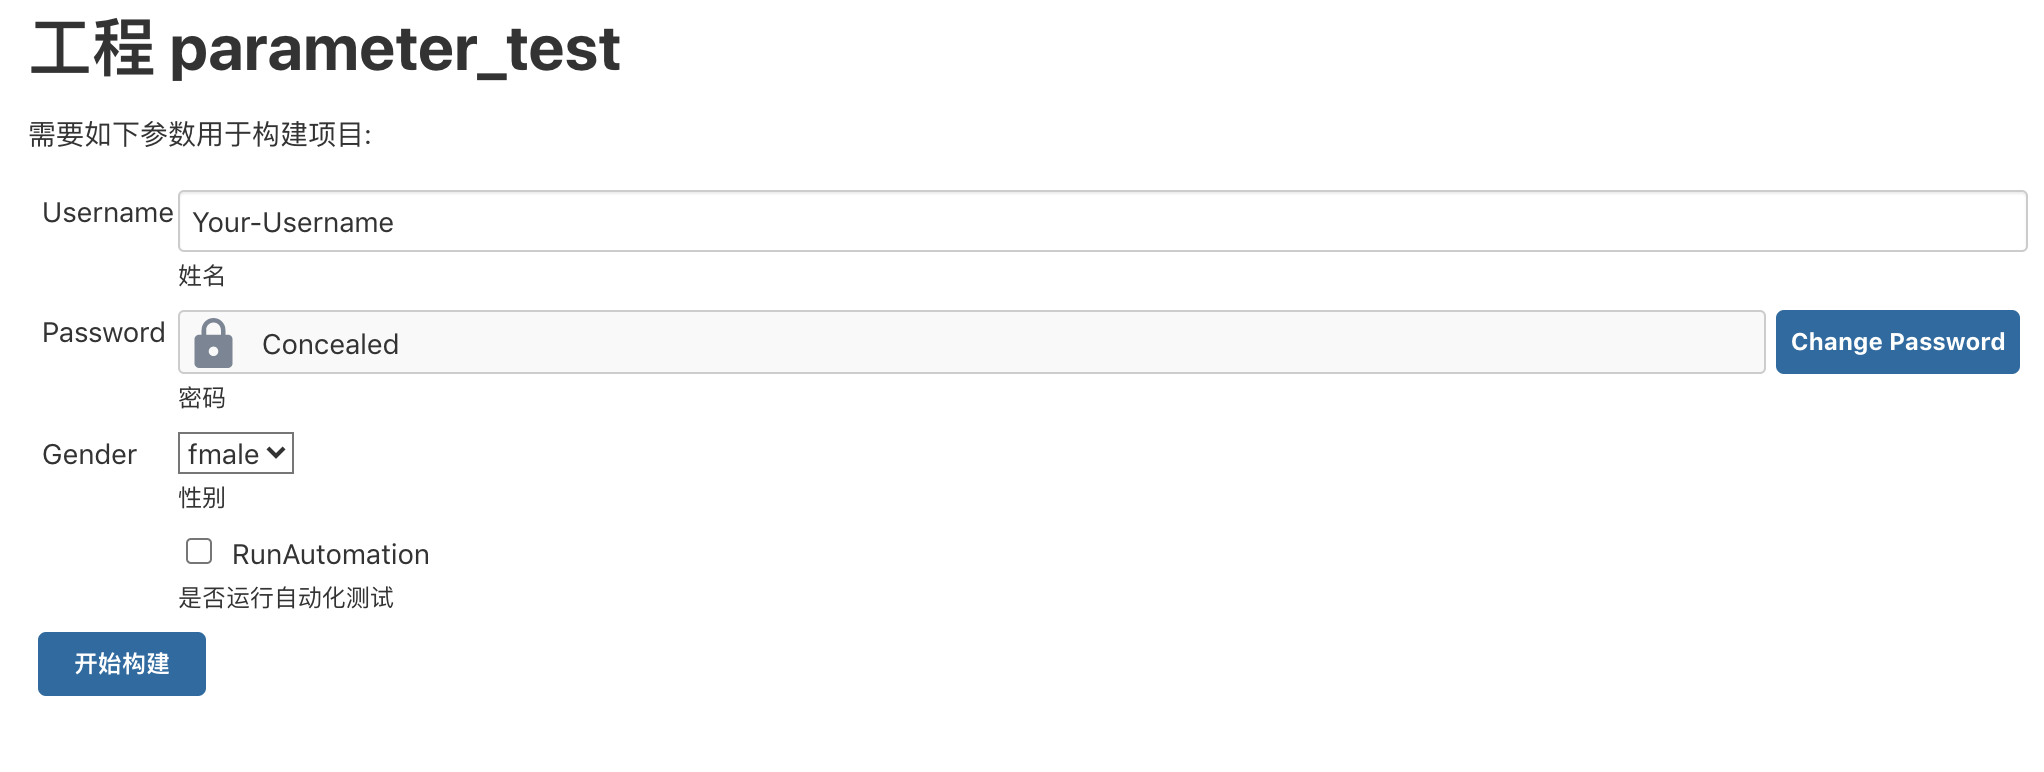 工程 parameter_test
需要如下参数用于构建项目:
Username Your-Username
姓名
Password Concealed Change Password
密码
Gender fmale
性别
RunAutomation
是否运行自动化测试
开始构建